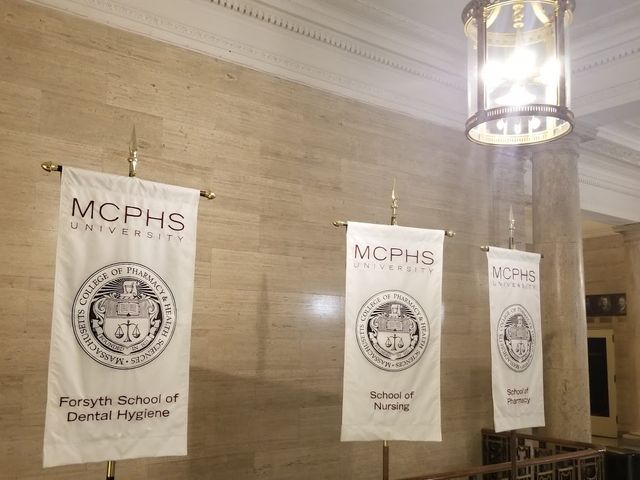 MCPHS
UNIVERSITY
MASSACHUSETTS COLLEGE OF PHARMACY & HEALTH SCIENCES
Forsyth School of
Dental Hygiene
MCPHS
UNIVERSITY
MASSACHUSETTS COLLEGE OF PHARMACY & HEALTH SCIENCES
School of
Nursing
MCPHS
UNIVERSITY
School of
Pharmacy